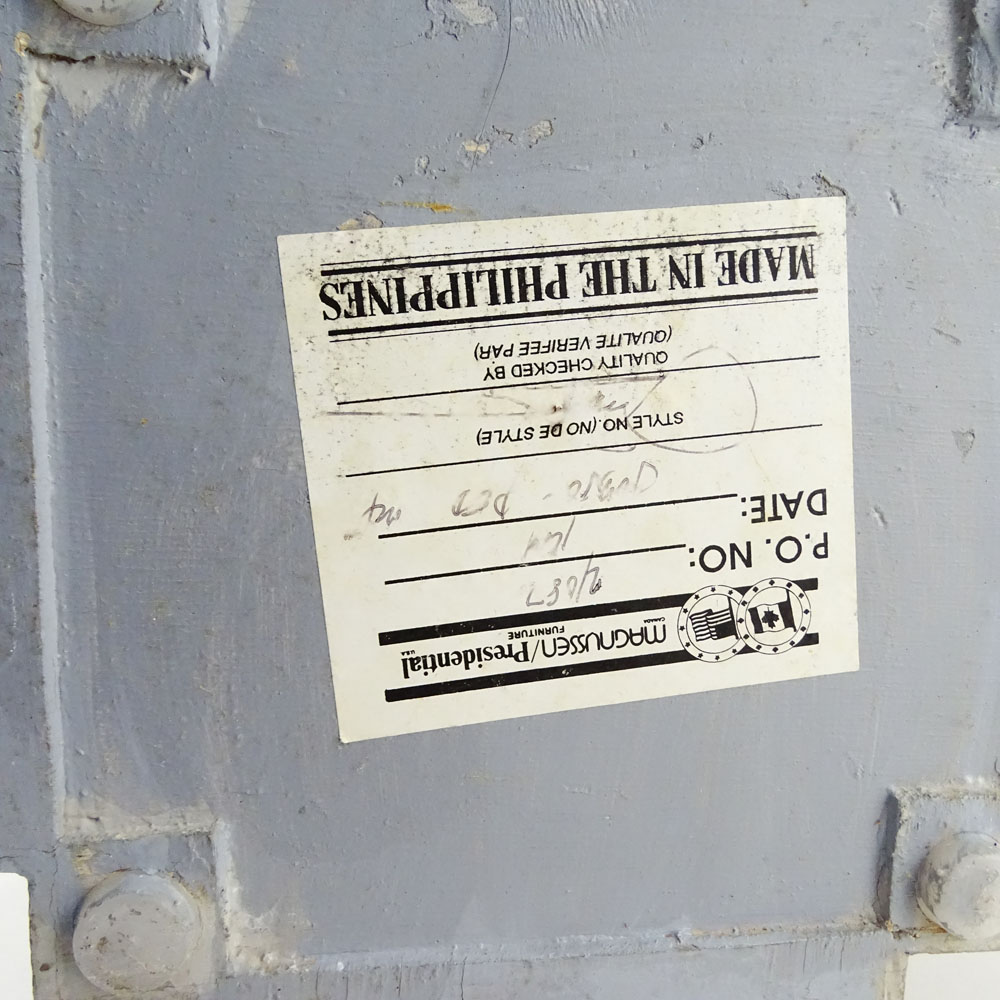 MAGNUSSEN/Presidential
CANADA FURNITURE U.S.A.
P.O. NO:
DATE:
STYLE NO. (NO DE STYLE)
QUALITY CHECKED BY
(QUALITE VERIFEE PAR)
MADE IN THE PHILIPPINES